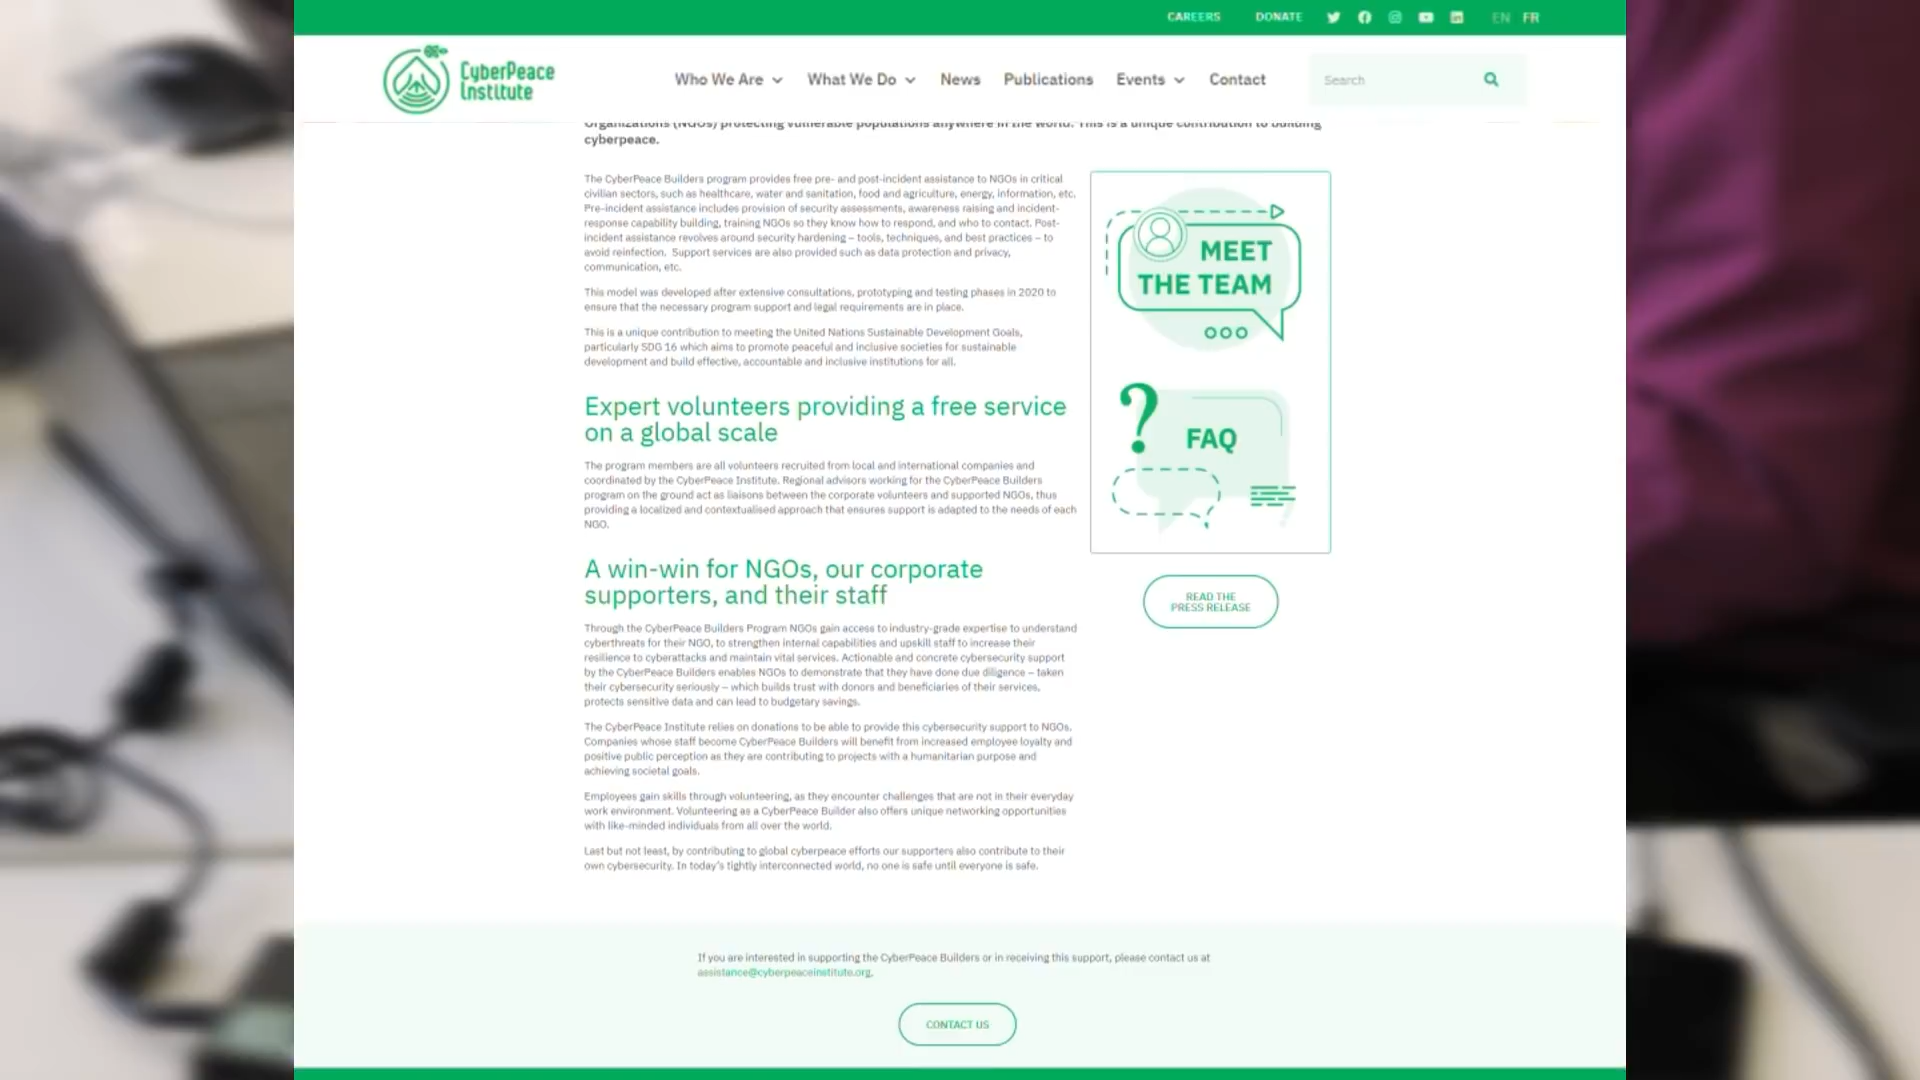 CAREERS DONATE EN FR
CyberPeace
Institute
Who We Are What We Do News Publications Events Contact Search
Organizations (NGOs) protecting vulnerable populations anywhere in the world. This is a unique contribution to building
cyberpeace.
The CyberPeace Builders program provides free pre- and post-incident assistance to NGOs in critical
civilian sectors, such as healthcare, water and sanitation, food and agriculture, energy, information, etc.
Pre-incident assistance includes provision of security assessments, awareness raising and incident-
response capability building, training NGOs so they know how to respond, and who to contact. Post-
incident assistance revolves around security hardening – tools, techniques, and best practices – to
avoid reinfection. Support services are also provided such as data protection and privacy,
communication, etc.
This model was developed after extensive consultations, prototyping and testing phases in 2020 to
ensure that the necessary program support and legal requirements are in place.
This is a unique contribution to meeting the United Nations Sustainable Development Goals,
particularly SDG 16 which aims to promote peaceful and inclusive societies for sustainable
development and build effective, accountable and inclusive institutions for all.
Expert volunteers providing a free service
on a global scale
The program members are all volunteers recruited from local and international companies and
coordinated by the CyberPeace Institute. Regional advisors working for the CyberPeace Builders
program on the ground act as liaisons between the corporate volunteers and supported NGOs, thus
providing a localized and contextualised approach that ensures support is adapted to the needs of each
NGO.
A win-win for NGOs, our corporate
supporters, and their staff
Through the CyberPeace Builders Program NGOs gain access to industry-grade expertise to understand
cyberthreats for their NGO, to strengthen internal capabilities and upskill staff to increase their
resilience to cyberattacks and maintain vital services. Actionable and concrete cybersecurity support
by the CyberPeace Builders enables NGOs to demonstrate that they have done due diligence – taken
their cybersecurity seriously – which builds trust with donors and beneficiaries of their services,
protects sensitive data and can lead to budgetary savings.
The CyberPeace Institute relies on donations to be able to provide this cybersecurity support to NGOs.
Companies whose staff become CyberPeace Builders will benefit from increased employee loyalty and
positive public perception as they are contributing to projects with a humanitarian purpose and
achieving societal goals.
Employees gain skills through volunteering, as they encounter challenges that are not in their everyday
work environment. Volunteering as a CyberPeace Builder also offers unique networking opportunities
with like-minded individuals from all over the world.
Last but not least, by contributing to global cyberpeace efforts our supporters also contribute to their
own cybersecurity. In today's tightly interconnected world, no one is safe until everyone is safe.
MEET
THE TEAM
?
FAQ
READ THE
PRESS RELEASE
If you are interested in supporting the CyberPeace Builders or in receiving this support, please contact us at
assistance@cyberpeaceinstitute.org.
CONTACT US